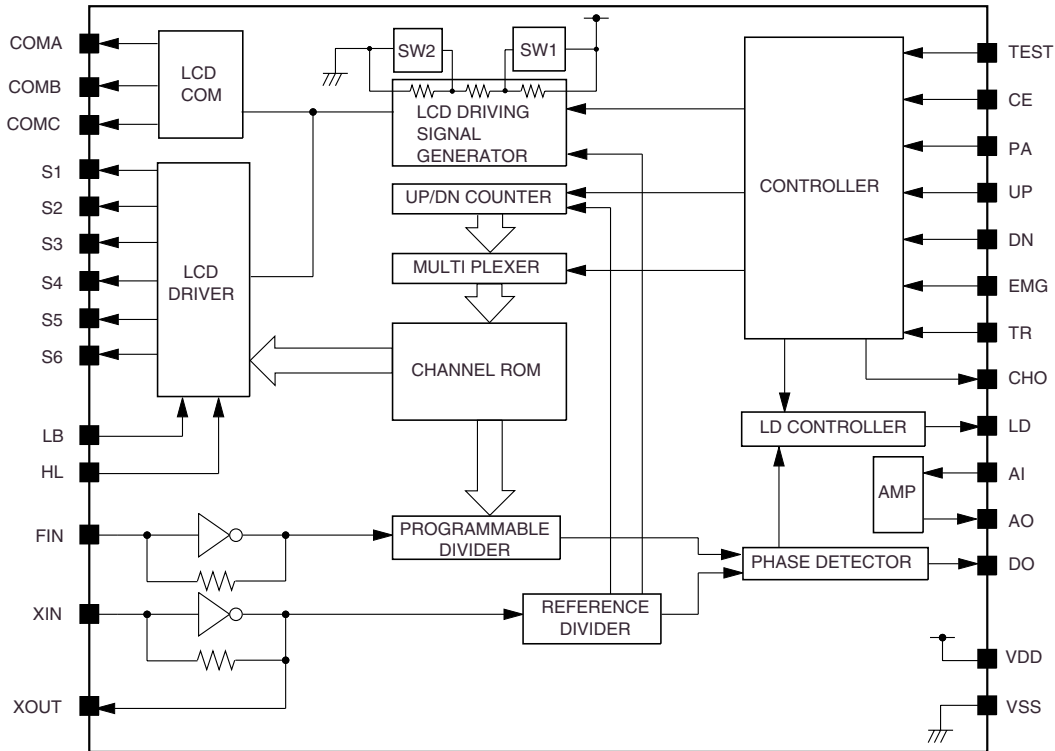 COMA
COMB
COMC
S1
S2
S3
S4
S5
S6
LB
HL
FIN
XIN
XOUT
LCD
COM
LCD
DRIVER
SW2
SW1
LCD DRIVING
SIGNAL
GENERATOR
UP/DN COUNTER
MULTI PLEXER
CHANNEL ROM
PROGRAMMABLE
DIVIDER
REFERENCE
DIVIDER
CONTROLLER
LD CONTROLLER
AMP
PHASE DETECTOR
TEST
CE
PA
UP
DN
EMG
TR
CHO
LD
AI
AO
DO
VDD
VSS